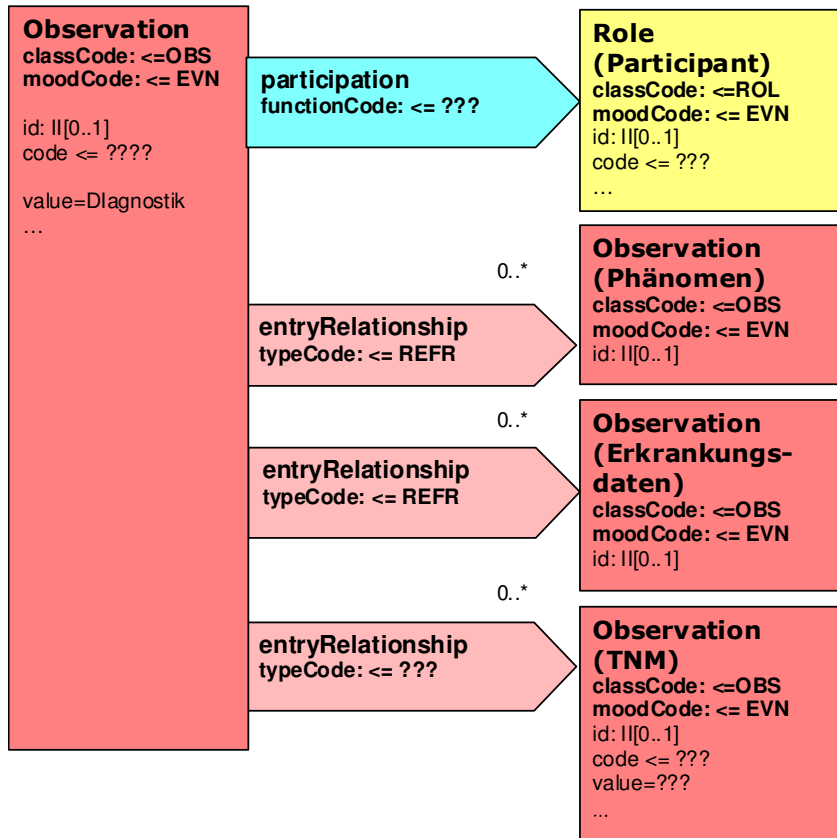 Observation
classCode: <=OBS
moodCode: <= EVN
id: II[0..1]
code <= ????
value=DIagnostik
…
participation
functionCode: <= ???
Role
(Participant)
classCode: <=ROL
moodCode: <= EVN
id: II[0..1]
code <= ???
…
0..*
entryRelationship
typeCode: <= REFR
Observation
(Phänomen)
classCode: <=OBS
moodCode: <= EVN
id: II[0..1]
0..*
entryRelationship
typeCode: <= REFR
Observation
(Erkrankungs-
daten)
classCode: <=OBS
moodCode: <= EVN
id: II[0..1]
0..*
entryRelationship
typeCode: <= ???
Observation
(TNM)
classCode: <=OBS
moodCode: <= EVN
id: II[0..1]
code <= ???
value=???
...